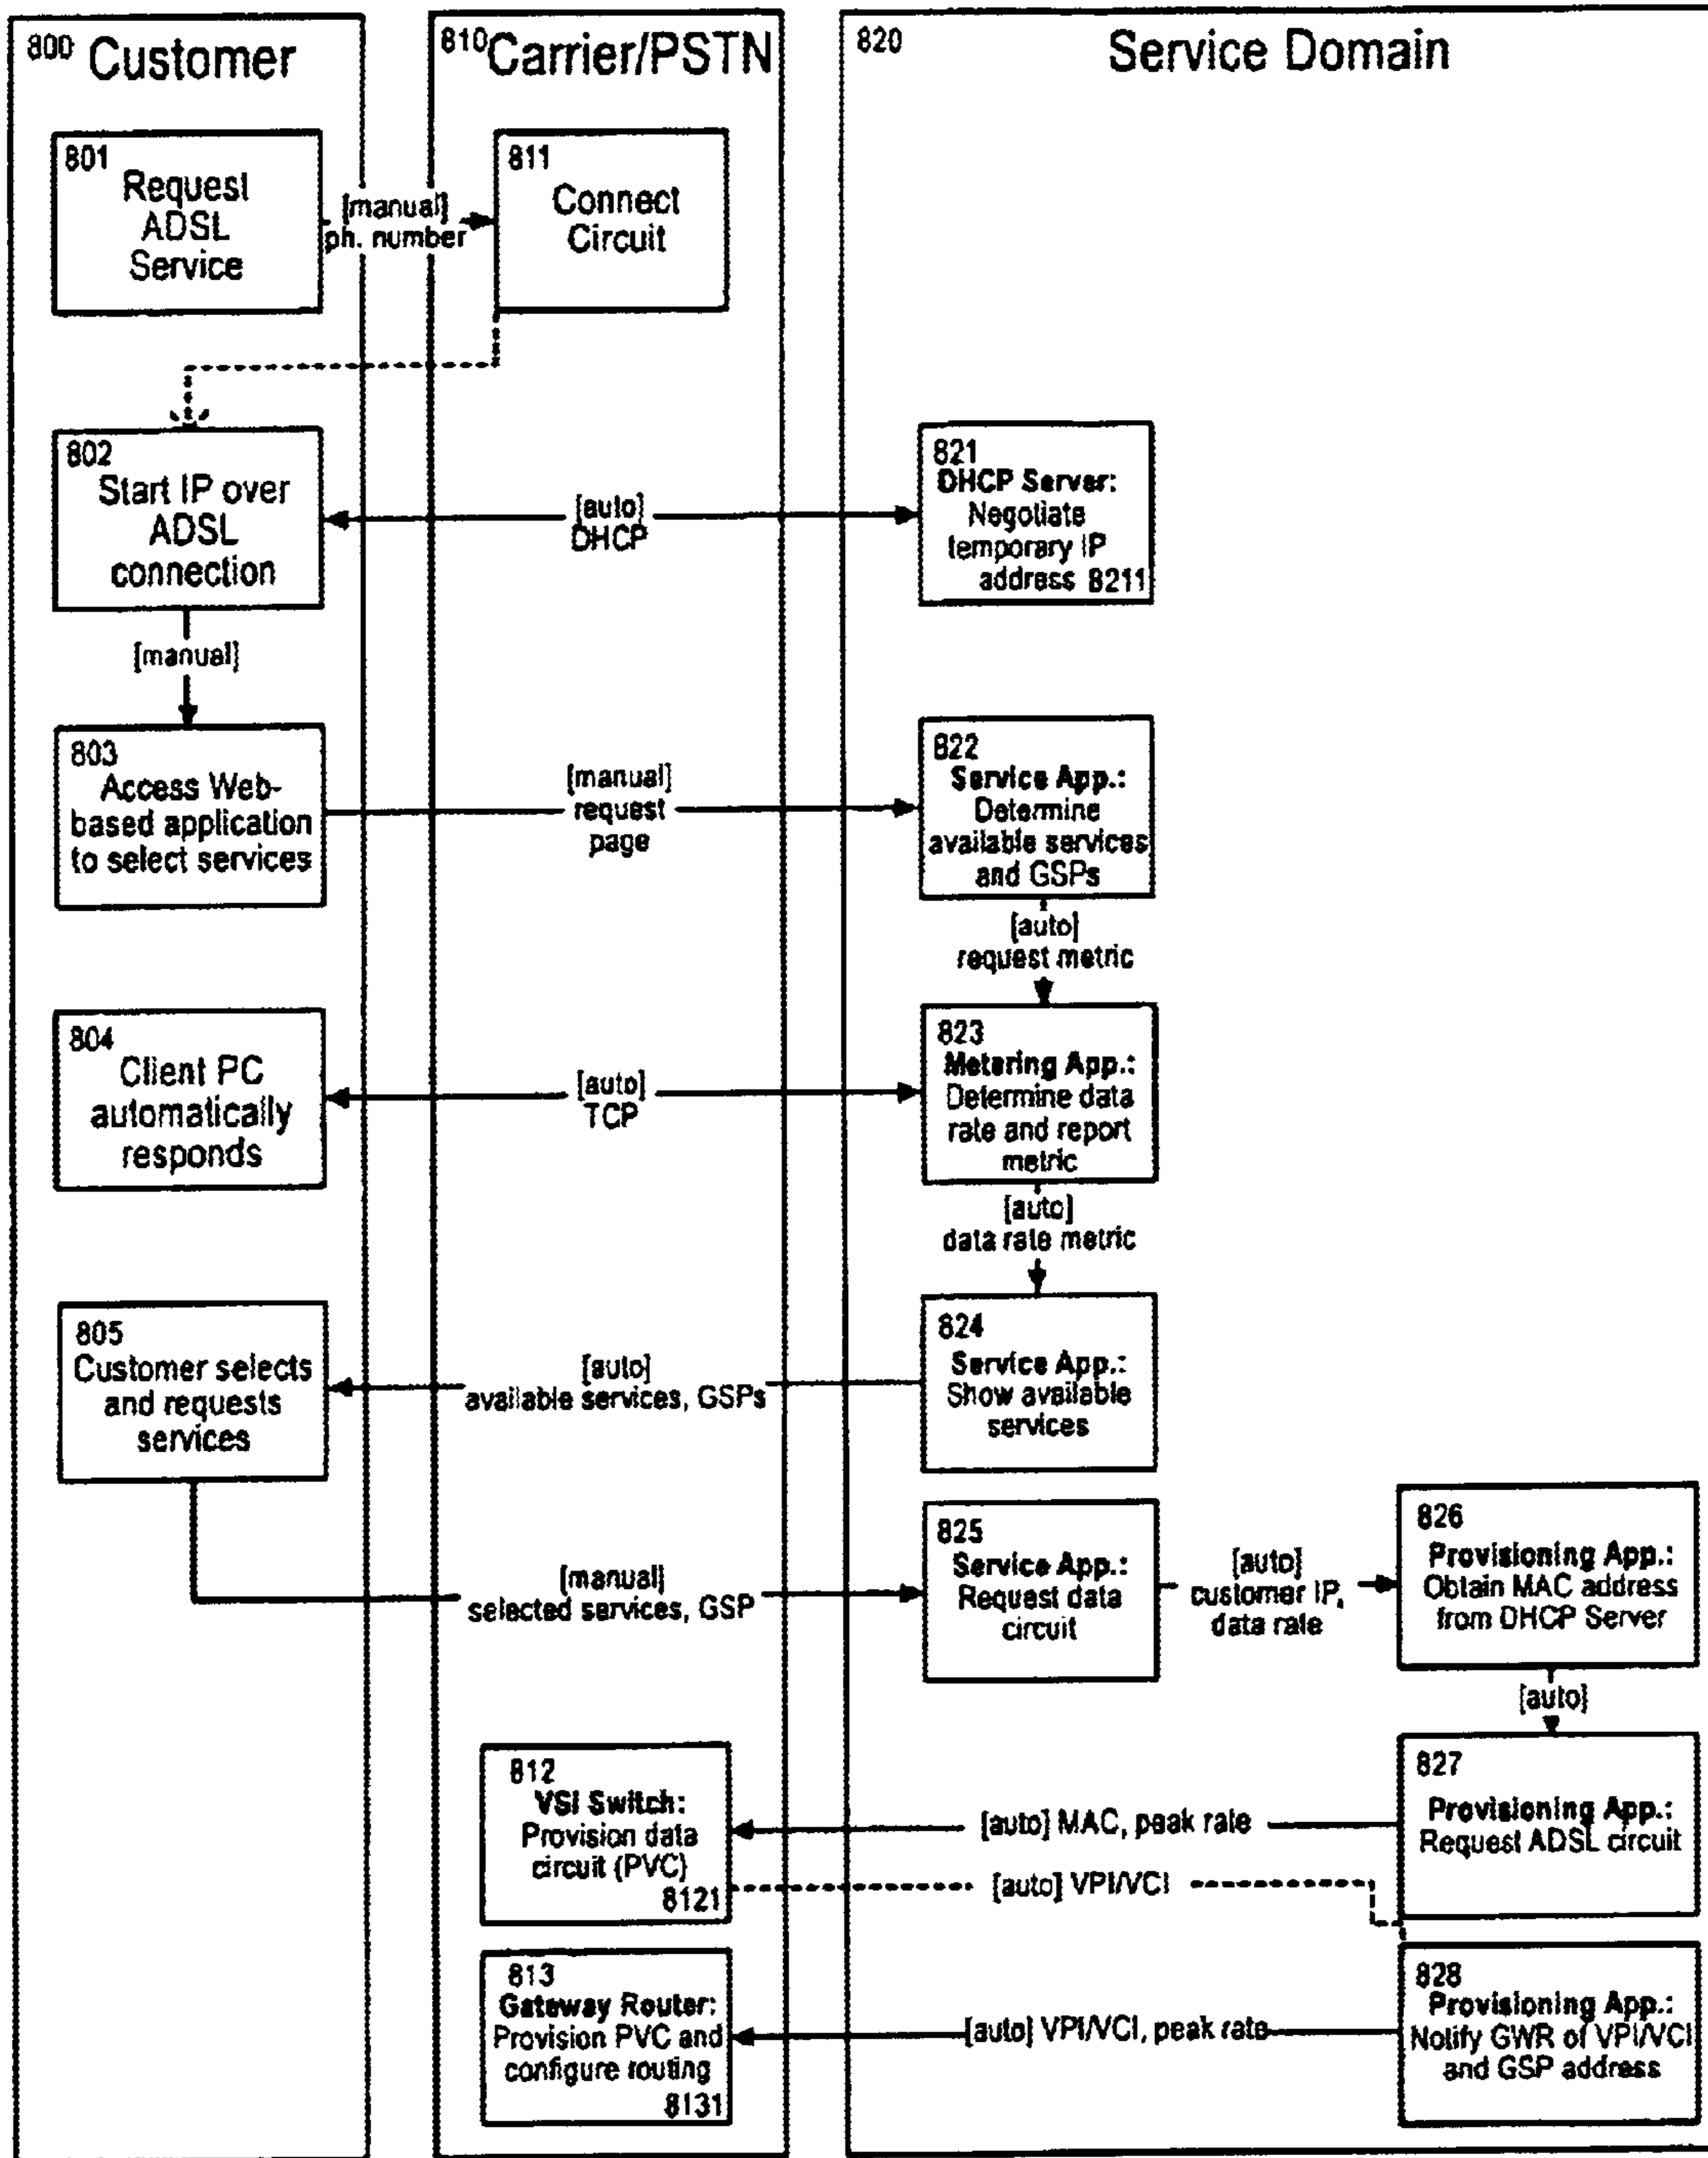 800 Customer
810 Carrier/PSTN
820 Service Domain
801
Request
ADSL
Service
[manual]
ph. number
811
Connect
Circuit
802
Start IP over
ADSL
connection
[auto]
DHCP
821
DHCP Server:
Negotiate
temporary IP
address 8211
[manual]
803
Access Web-
based application
to select services
[manual]
request
page
822
Service App.:
Determine
available services
and GSPs
[auto]
request metric
804
Client PC
automatically
responds
[auto]
TCP
823
Metering App.:
Determine data
rate and report
metric
[auto]
data rate metric
805
Customer selects
and requests
services
[auto]
available services, GSPs
824
Service App.:
Show available
services
[manual]
selected services, GSP
825
Service App.:
Request data
circuit
[auto]
customer IP,
data rate
826
Provisioning App.:
Obtain MAC address
from DHCP Server
[auto]
812
VSI Switch:
Provision data
circuit (PVC)
8121
[auto] MAC, peak rate
827
Provisioning App.:
Request ADSL circuit
[auto] VPI/VCI
813
Gateway Router:
Provision PVC and
configure routing
8131
[auto] VPI/VCI, peak rate
828
Provisioning App.:
Notify GWR of VPI/VCI
and GSP address